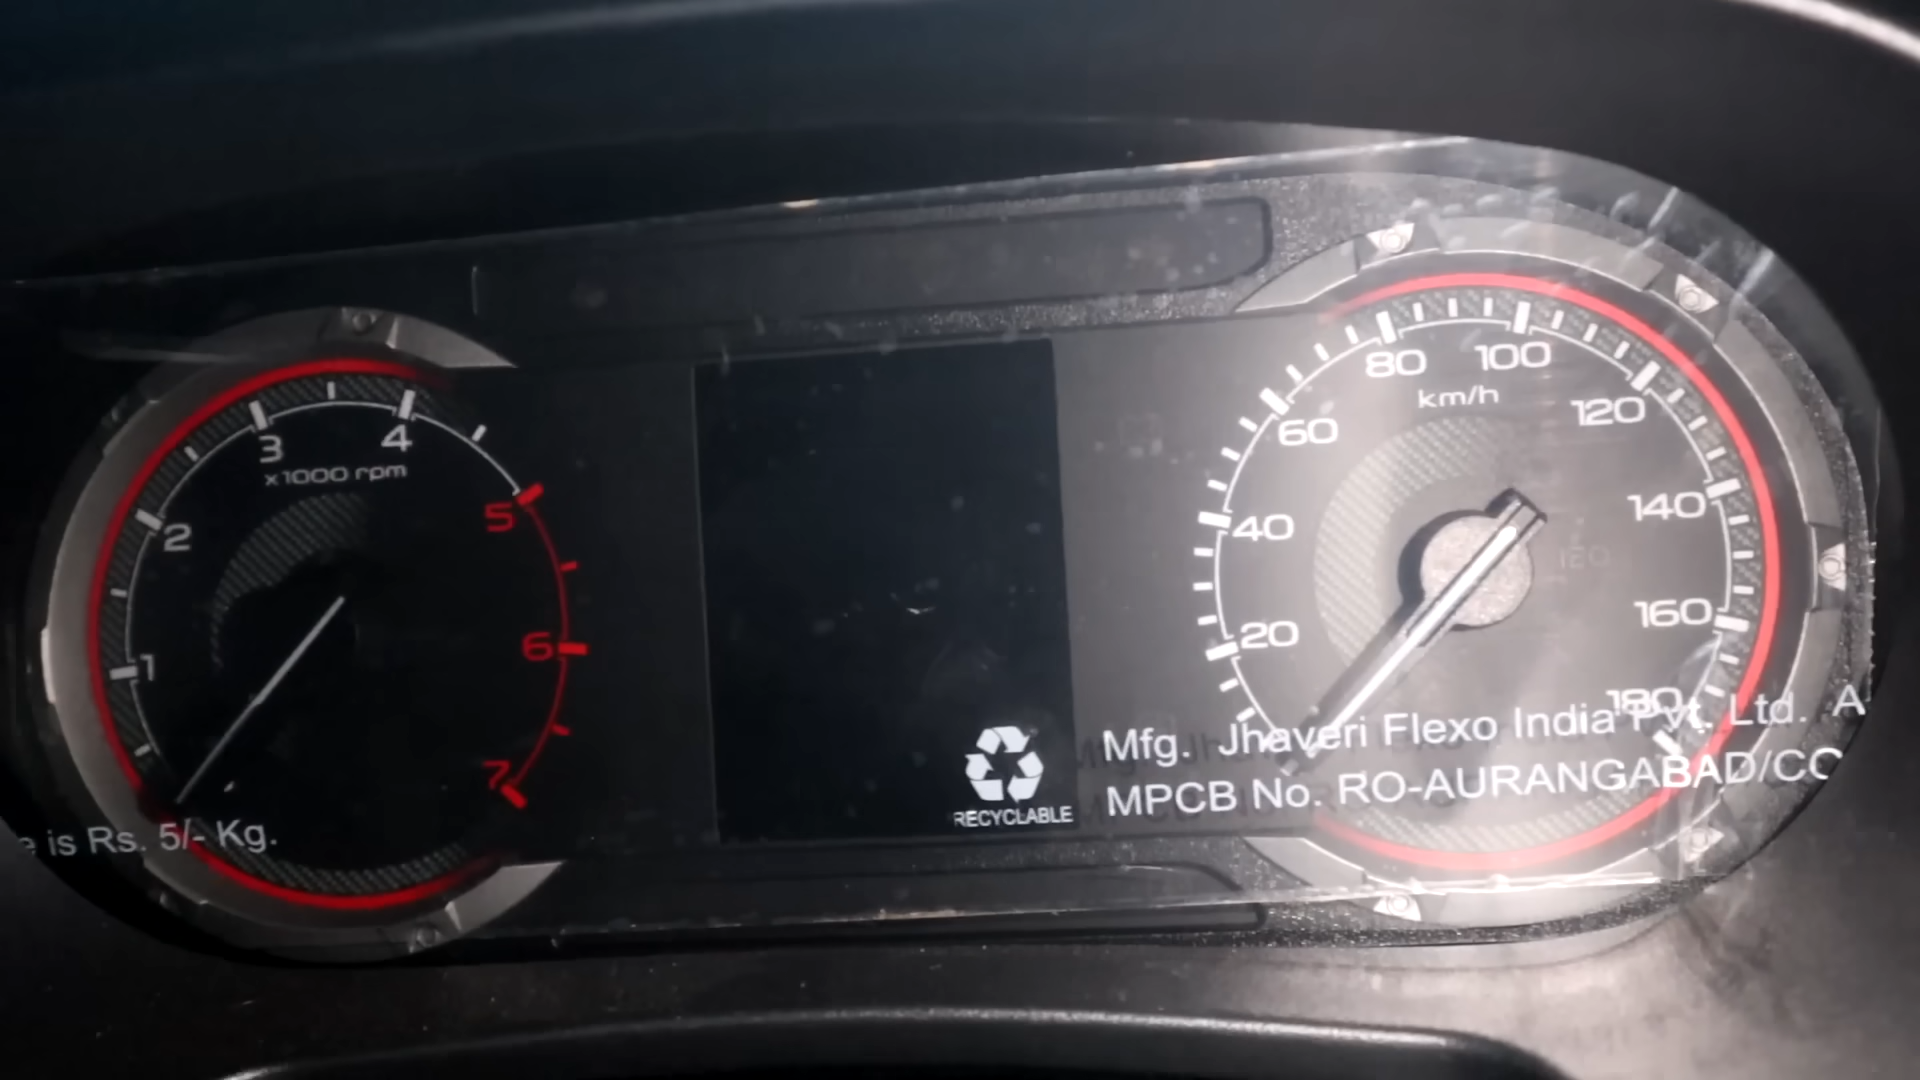 3
4
x1000 rpm
2
5
1
6
7
80
100
km/h
60
120
40
140
20
160
180
Mfg. Jhaveri Flexo India Pvt. Ltd. A
MPCB No. RO-AURANGABAD/CO
RECYCLABLE
is Rs. 5/- Kg.